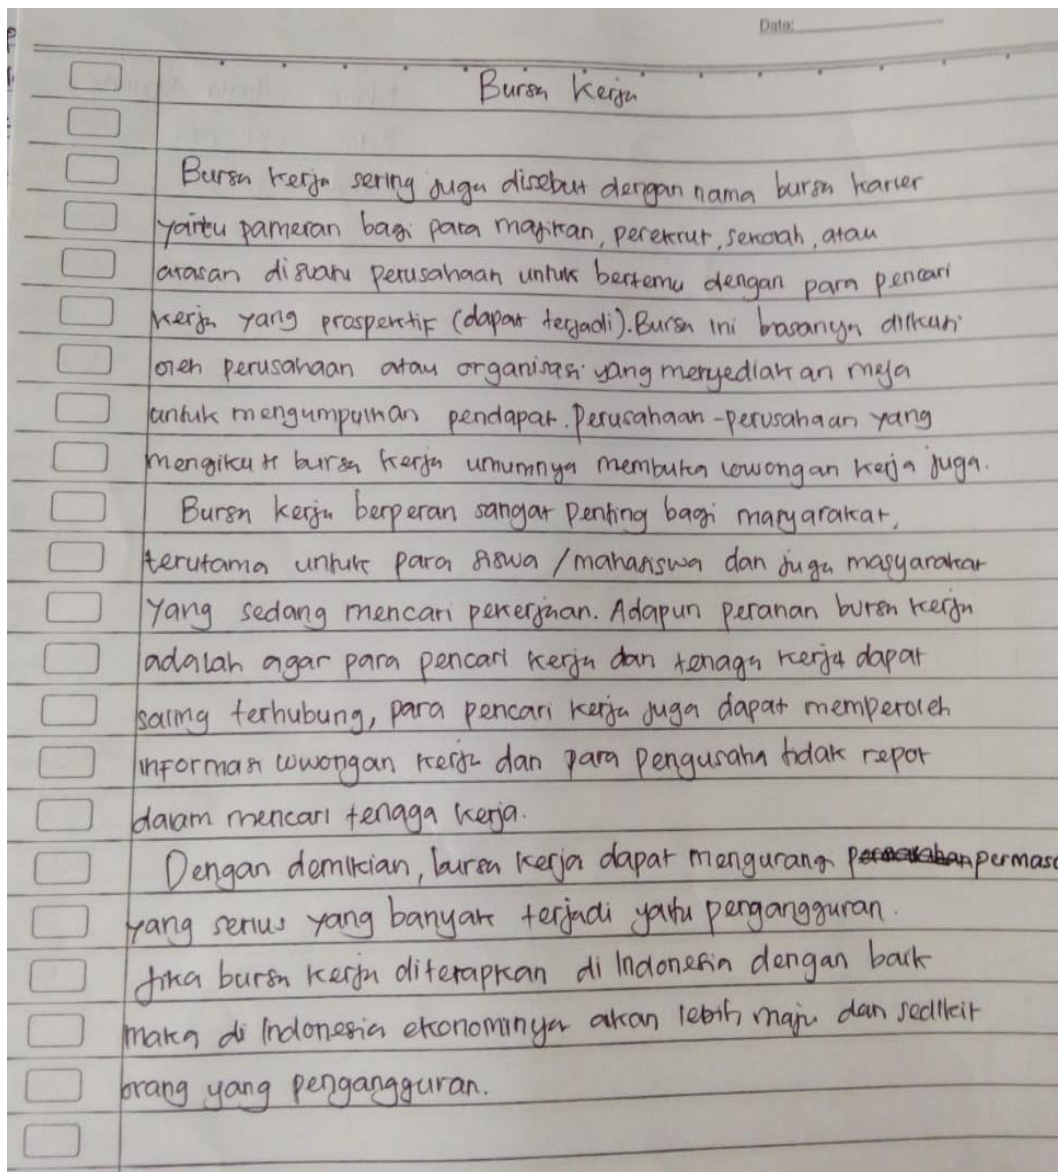 Date:
Bursa Kerja
Bursa kerja sering juga disebut dengan nama bursa karier
yaitu pameran bagi para majikan, perekrut, sekolah, atau
atasan disuatu perusahaan untuk bertemu dengan para pencari
kerja yang prospektif (dapat terjadi). Bursa ini basanya diikuti
oleh perusahaan atau organisasi yang menyediakan meja
untuk mengumpulkan pendapat. Perusahaan-perusahaan yang
mengikuti bursa kerja umumnya membuka lowongan kerja juga.
Bursa kerja berperan sangat penting bagi masyarakat,
terutama untuk para siswa / mahasiswa dan juga masyarakat
yang sedang mencari pekerjaan. Adapun peranan bursa kerja
adalah agar para pencari kerja dan tenaga kerja dapat
saling terhubung, para pencari kerja juga dapat memperoleh
informasi lowongan kerja dan para pengusaha tidak repot
dalam mencari tenaga kerja.
Dengan demikian, bursa kerja dapat mengurangi permasa
yang serius yang banyak terjadi yaitu pengangguran.
Jika bursa kerja diterapkan di Indonesia dengan baik
maka di Indonesia ekonominya akan lebih maju dan sedikit
orang yang pengangguran.